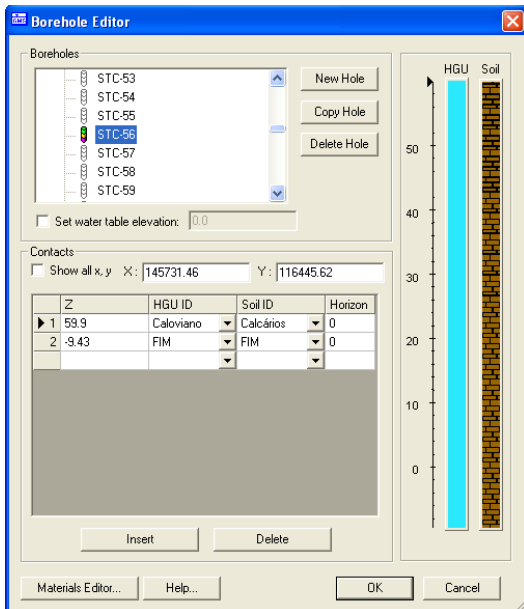 GMS Borehole Editor
Boreholes
STC-53
STC-54
STC-55
STC-56
STC-57
STC-58
STC-59
New Hole
Copy Hole
Delete Hole
Set water table elevation: 0.0
Contacts
Show all x, y X: 145731.46 Y: 116445.62
Z HGU ID Soil ID Horizon
1 59.9 Caloviano Calcários 0
2 -9.43 FIM FIM 0
Insert Delete
Materials Editor... Help... OK Cancel
HGU Soil
50
40
30
20
10
0